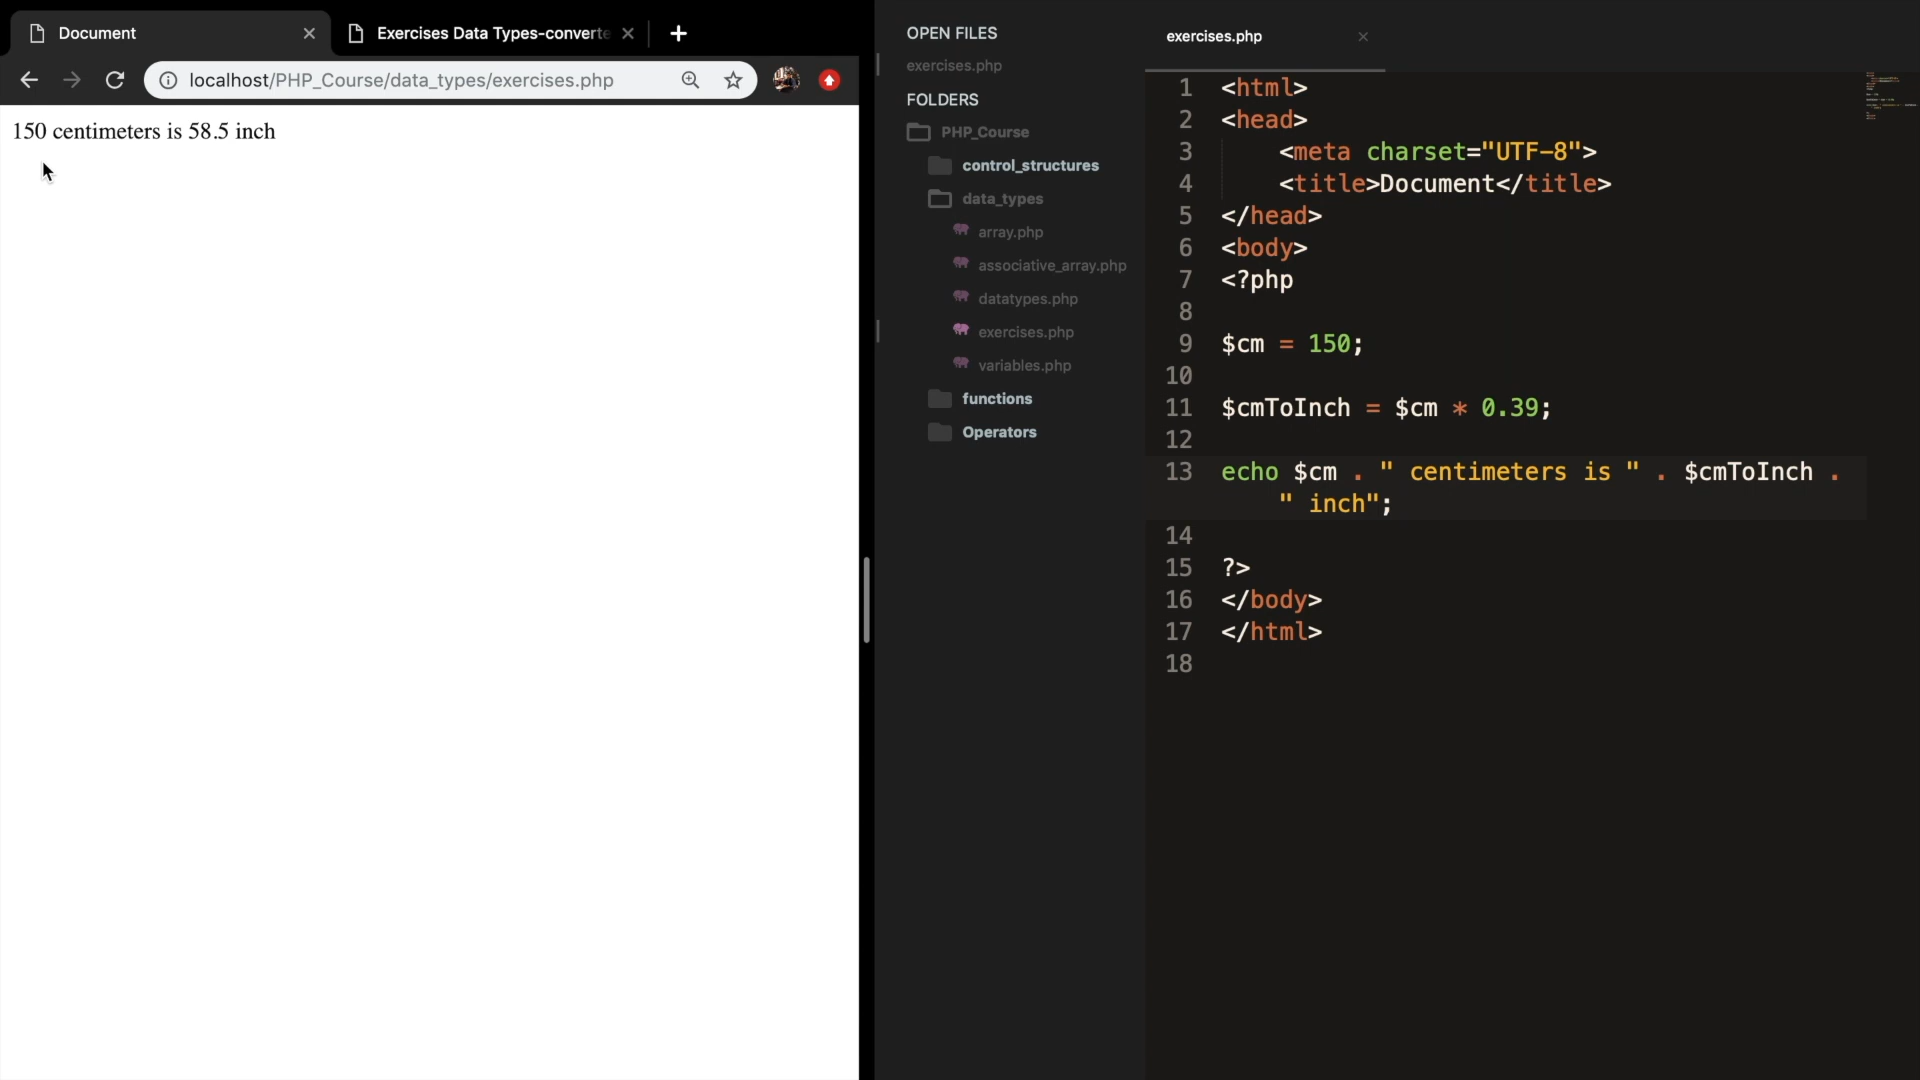 Document
Exercises Data Types-converte
localhost/PHP_Course/data_types/exercises.php
150 centimeters is 58.5 inch
OPEN FILES
exercises.php
FOLDERS
PHP_Course
control_structures
data_types
array.php
associative_array.php
datatypes.php
exercises.php
variables.php
functions
Operators
exercises.php
1 <html>
2 <head>
3 <meta charset="UTF-8">
4 <title>Document</title>
5 </head>
6 <body>
7 <?php
8
9 $cm = 150;
10
11 $cmToInch = $cm * 0.39;
12
13 echo $cm . " centimeters is " . $cmToInch .
" inch";
14
15 ?>
16 </body>
17 </html>
18